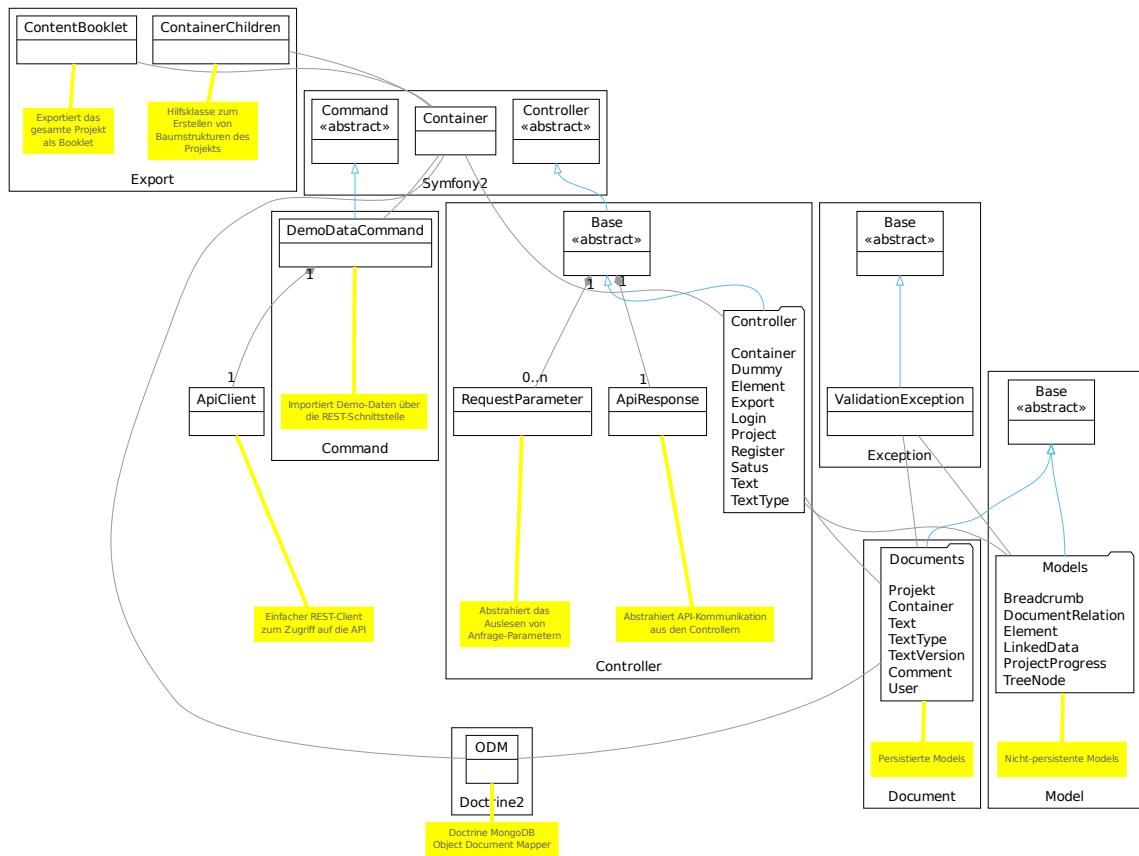 ContentBooklet
ContainerChildren
Exportiert das
gesamte Projekt
als Booklet
Hilfsklasse zum
Erstellen von
Baumstrukturen des
Projekts
Export
Command
«abstract»
Container
Controller
«abstract»
Symfony2
DemoDataCommand
1
1
ApiClient
Importiert Demo-Daten über
die REST-Schnittstelle
Command
Einfacher REST-Client
zum Zugriff auf die API
Base
«abstract»
1
1
0..n
1
RequestParameter
ApiResponse
Controller
Container
Dummy
Element
Export
Login
Project
Register
Satus
Text
TextType
Abstrahiert das
Auslesen von
Anfrage-Parametern
Abstrahiert API-Kommunikation
aus den Controllern
Controller
Base
«abstract»
ValidationException
Exception
Base
«abstract»
Documents
Projekt
Container
Text
TextType
TextVersion
Comment
User
Persistierte Models
Document
Models
Breadcrumb
DocumentRelation
Element
LinkedData
ProjectProgress
TreeNode
Nicht-persistente Models
Model
ODM
Doctrine2
Doctrine MongoDB
Object Document Mapper